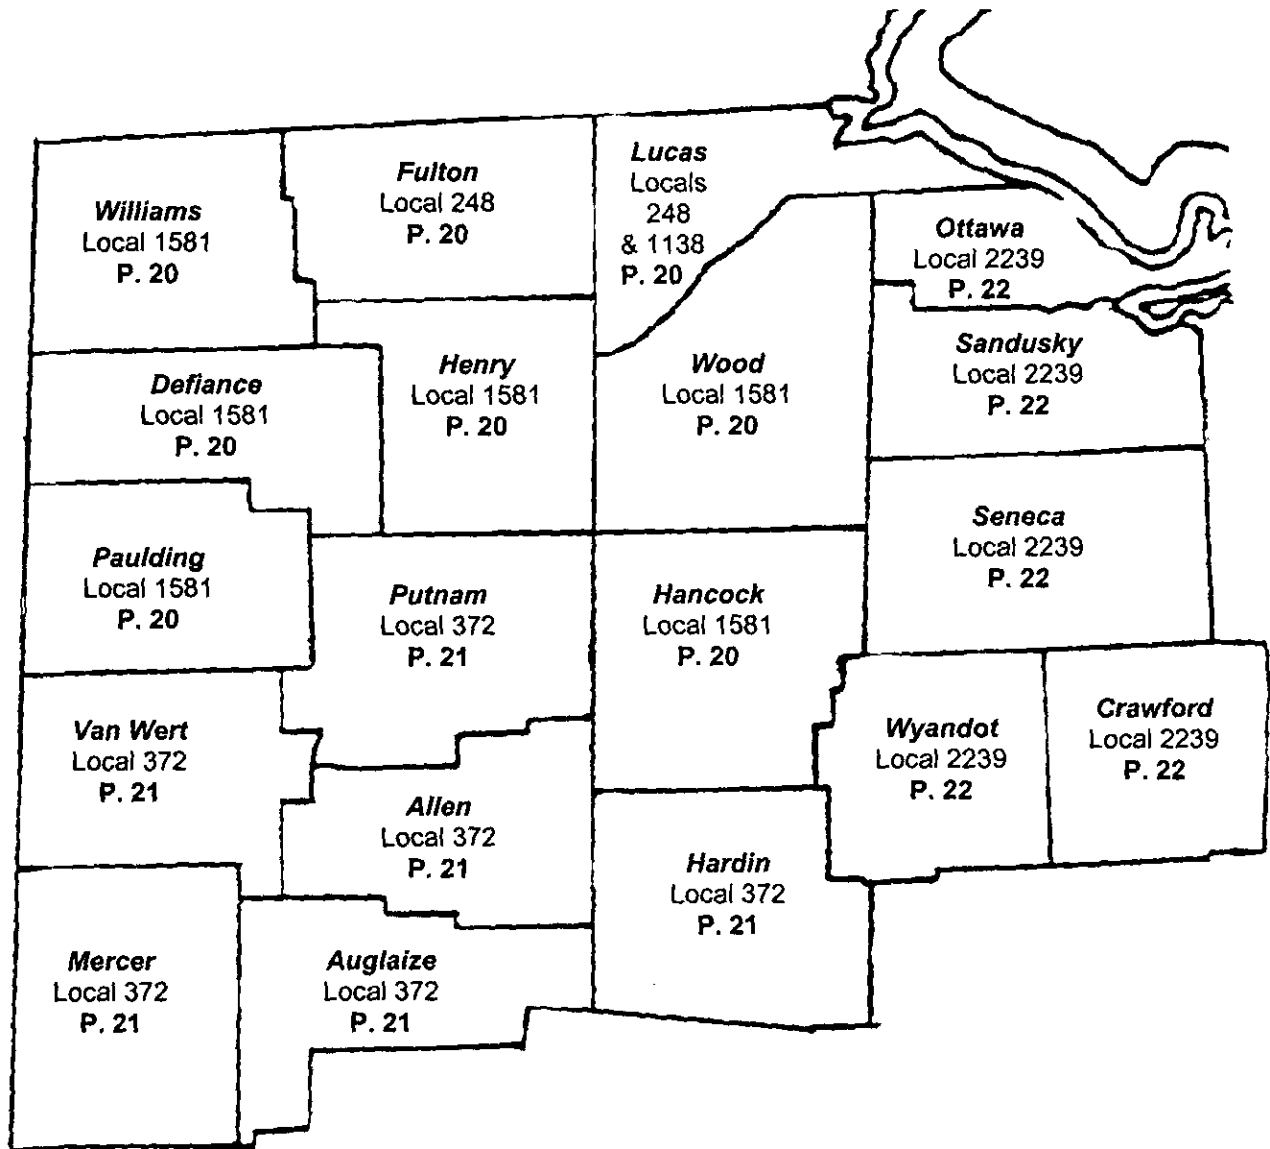 Williams
Local 1581
P. 20
Fulton
Local 248
P. 20
Lucas
Locals
248
& 1138
P. 20
Ottawa
Local 2239
P. 22
Defiance
Local 1581
P. 20
Henry
Local 1581
P. 20
Wood
Local 1581
P. 20
Sandusky
Local 2239
P. 22
Paulding
Local 1581
P. 20
Putnam
Local 372
P. 21
Hancock
Local 1581
P. 20
Seneca
Local 2239
P. 22
Van Wert
Local 372
P. 21
Allen
Local 372
P. 21
Wyandot
Local 2239
P. 22
Crawford
Local 2239
P. 22
Mercer
Local 372
P. 21
Auglaize
Local 372
P. 21
Hardin
Local 372
P. 21